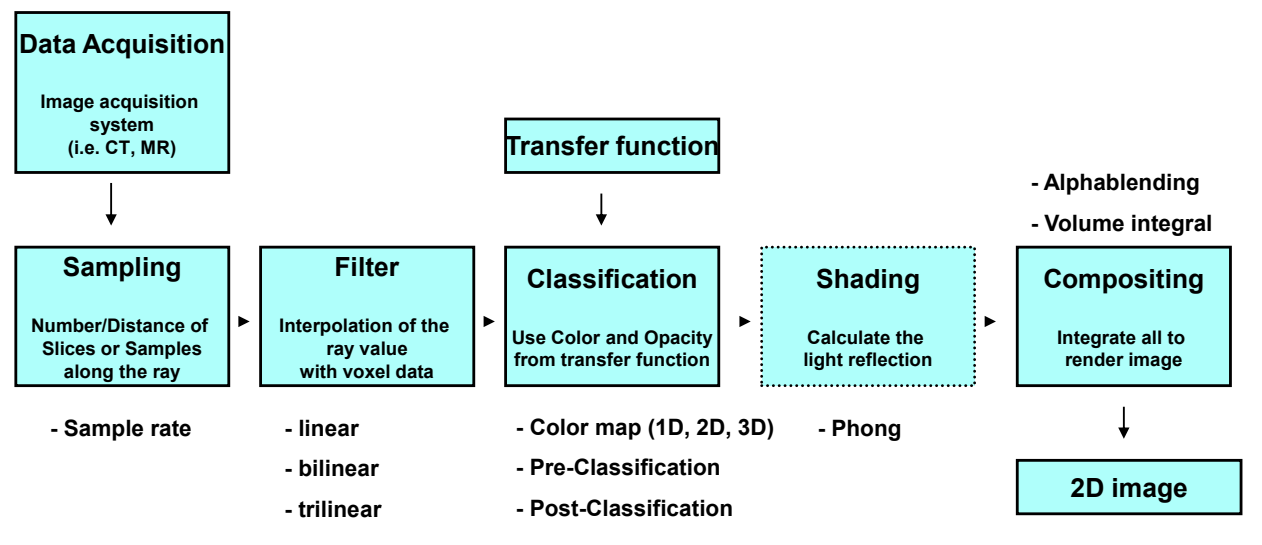 Data Acquisition
Image acquisition
system
(i.e. CT, MR)
Transfer function
- Alphablending
- Volume integral
Sampling
Number/Distance of
Slices or Samples
along the ray
- Sample rate
Filter
Interpolation of the
ray value
with voxel data
- linear
- bilinear
- trilinear
Classification
Use Color and Opacity
from transfer function
- Color map (1D, 2D, 3D)
- Pre-Classification
- Post-Classification
Shading
Calculate the
light reflection
- Phong
Compositing
Integrate all to
render image
2D image